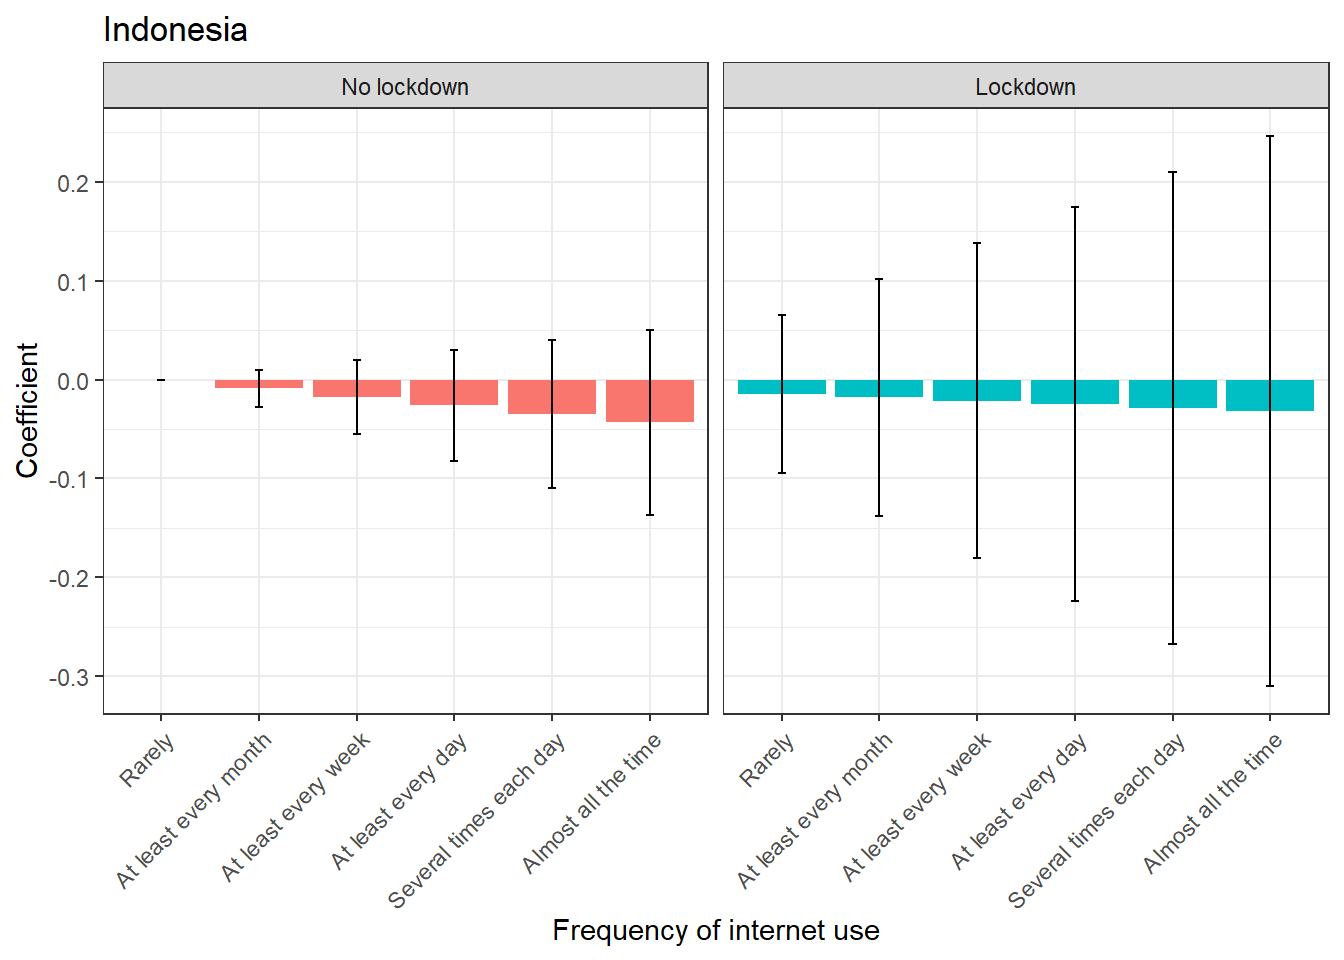 Indonesia
No lockdown
Lockdown
Coefficient
0.2
0.1
0.0
-0.1
-0.2
-0.3
Rarely
At least every month
At least every week
At least every day
Several times each day
Almost all the time
Rarely
At least every month
At least every week
At least every day
Several times each day
Almost all the time
Frequency of internet use